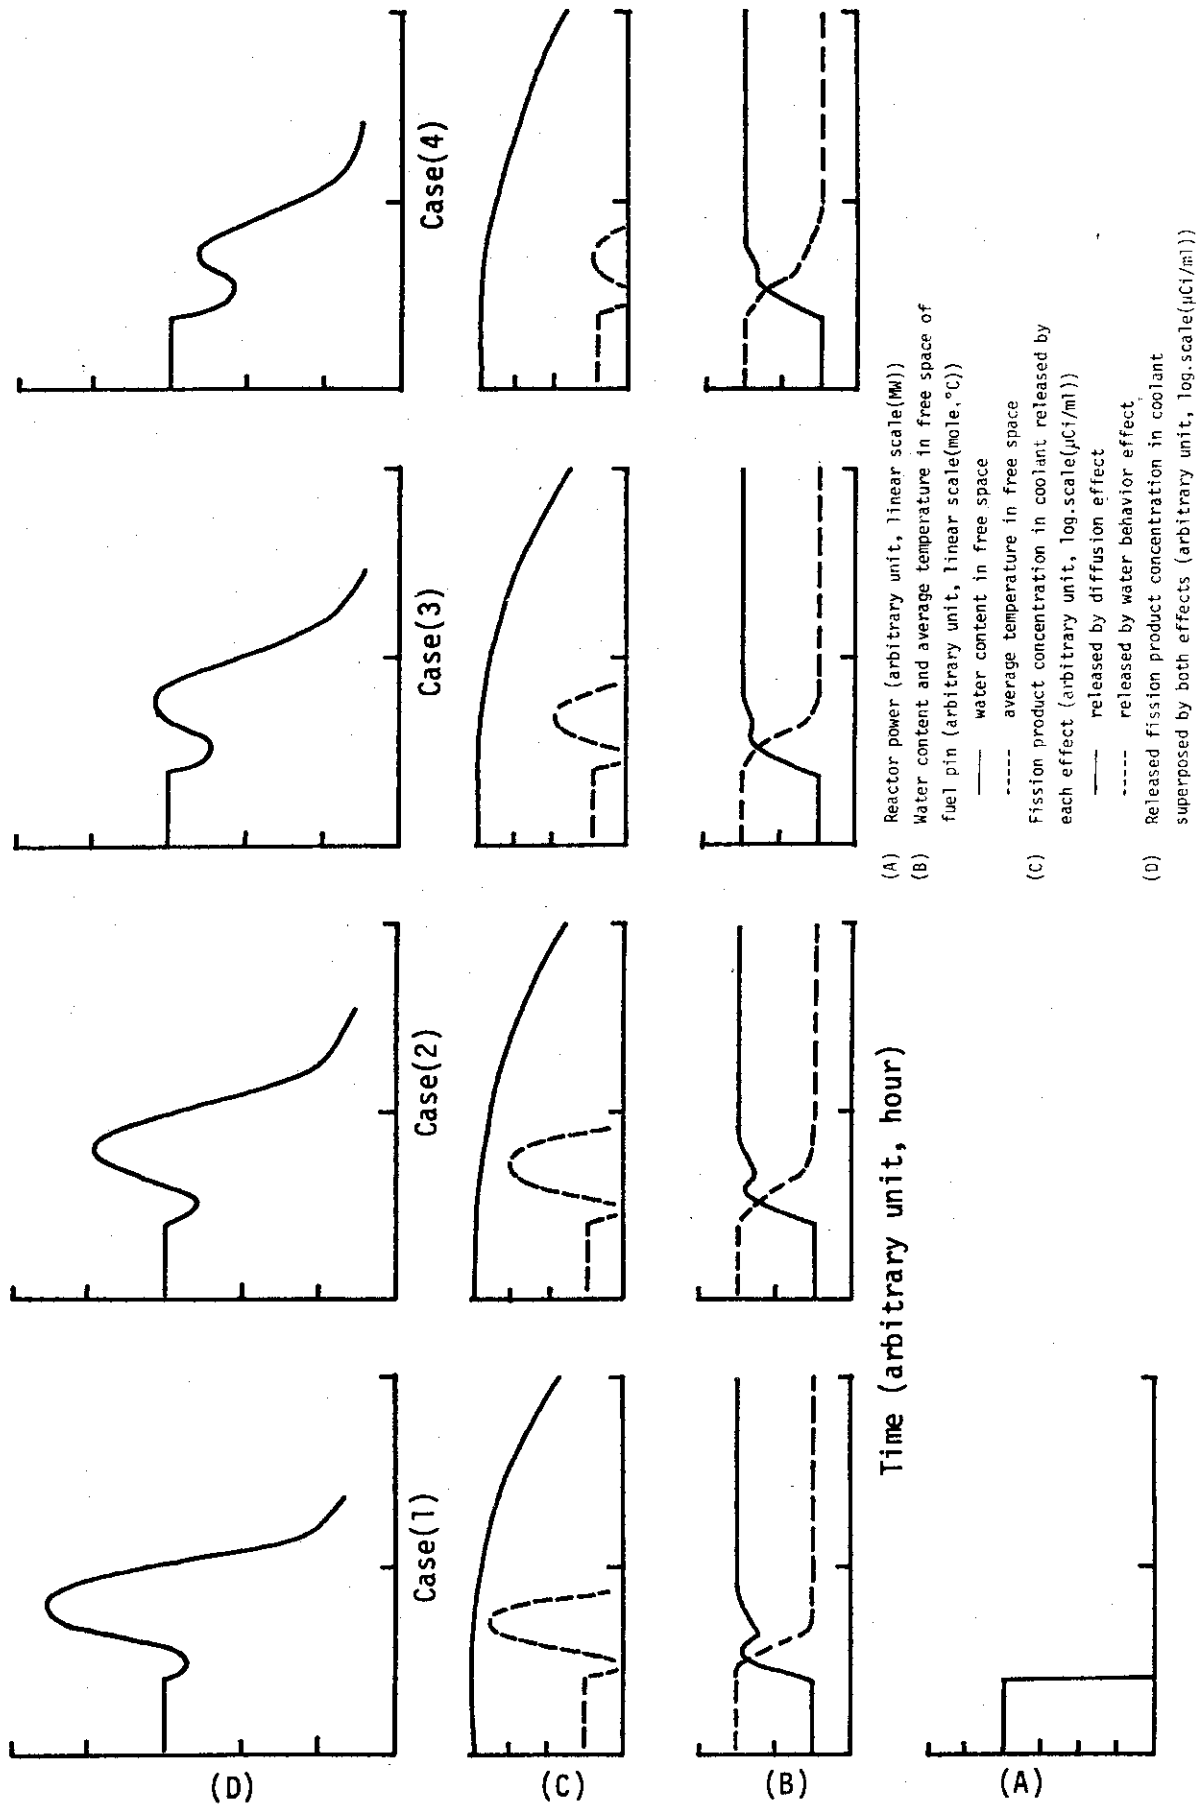 (D)
Case(1)
Case(2)
Case(3)
Case(4)
(C)
(B)
Time (arbitrary unit, hour)
(A)
(A) Reactor power (arbitrary unit, linear scale(MW))
(B) Water content and average temperature in free space of
fuel pin (arbitrary unit, linear scale(mole,°C))
water content in free space
average temperature in free space
(C) Fission product concentration in coolant released by
each effect (arbitrary unit, log.scale(μCi/ml))
released by diffusion effect
released by water behavior effect
(D) Released fission product concentration in coolant
superposed by both effects (arbitrary unit, log.scale(μCi/ml))